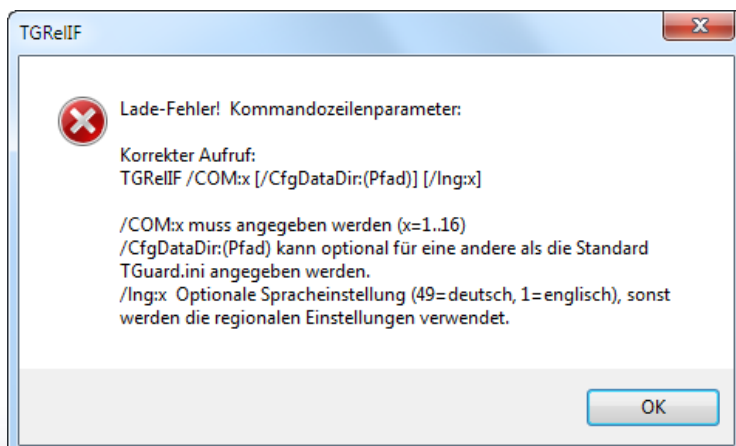 TGRelIF
Lade-Fehler!  Kommandozeilenparameter:
Korrekter Aufruf:
TGRelIF /COM:x [/CfgDataDir:(Pfad)] [/lng:x]
/COM:x muss angegeben werden (x=1..16)
/CfgDataDir:(Pfad) kann optional für eine andere als die Standard
TGuard.ini angegeben werden.
/lng:x  Optionale Spracheinstellung (49=deutsch, 1=englisch), sonst
werden die regionalen Einstellungen verwendet.
OK